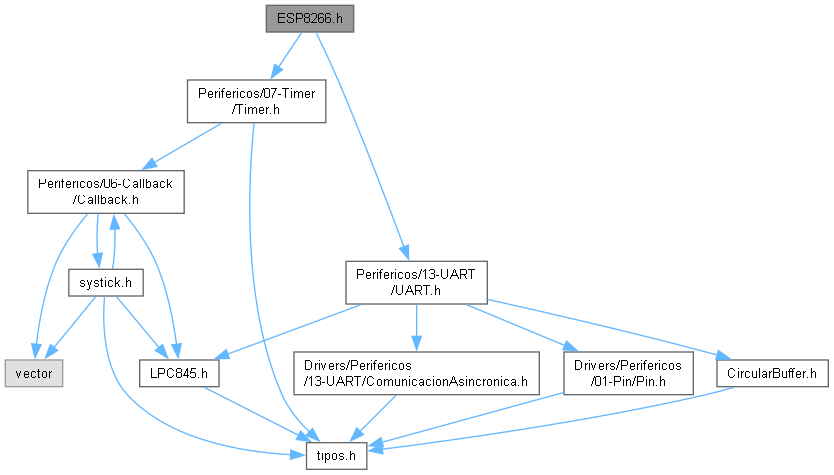 ESP8266.h
Perifericos/07-Timer
/Timer.h
Perifericos/06-Callback
/Callback.h
systick.h
Perifericos/13-UART
/UART.h
vector
LPC845.h
Drivers/Perifericos
/13-UART/ComunicacionAsincronica.h
Drivers/Perifericos
/01-Pin/Pin.h
CircularBuffer.h
tipos.h